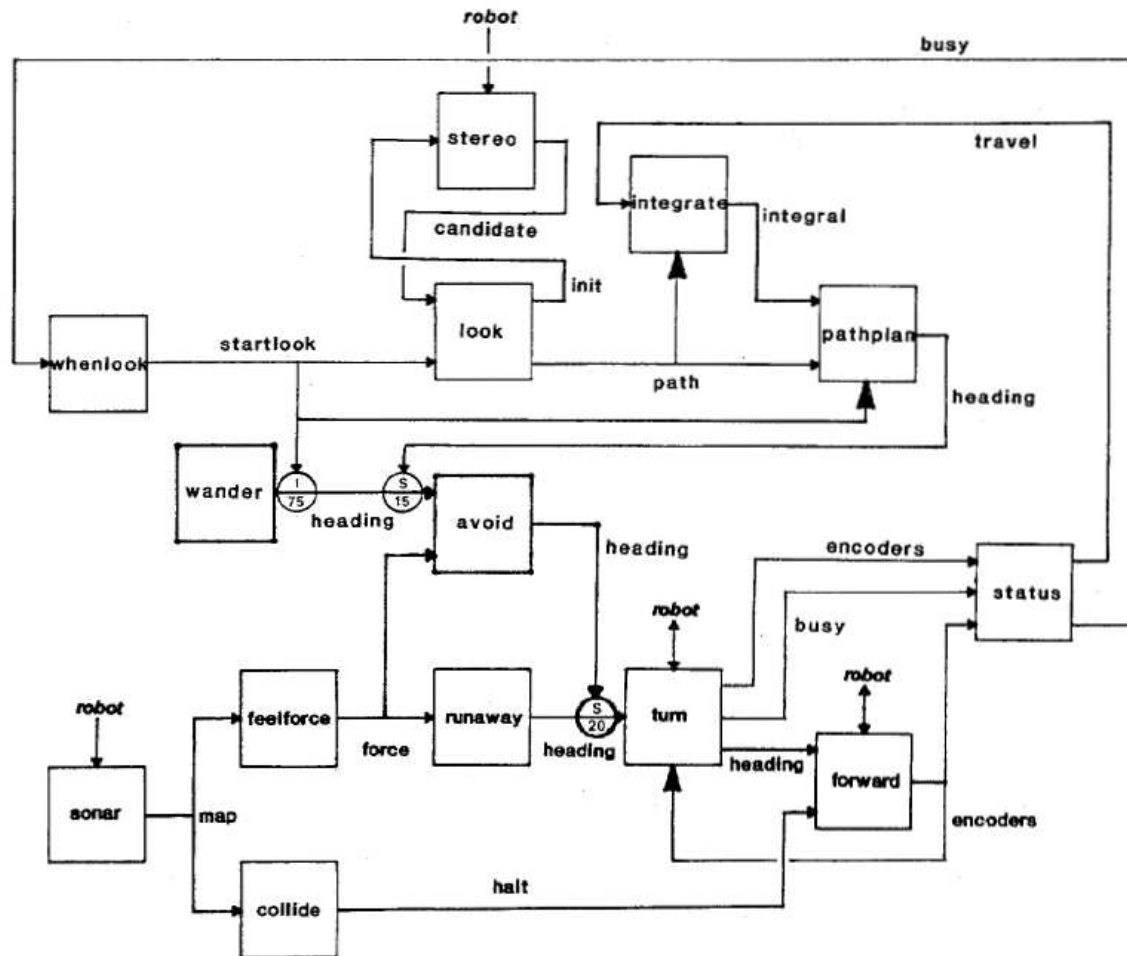 robot
busy
stereo
travel
integrate
integral
candidate
init
look
pathplan
whenlook
startlook
path
heading
wander
I
75
S
15
heading
avoid
heading
encoders
status
robot
busy
robot
robot
feelforce
runaway
S
20
turn
force
heading
heading
forward
sonar
map
encoders
halt
collide